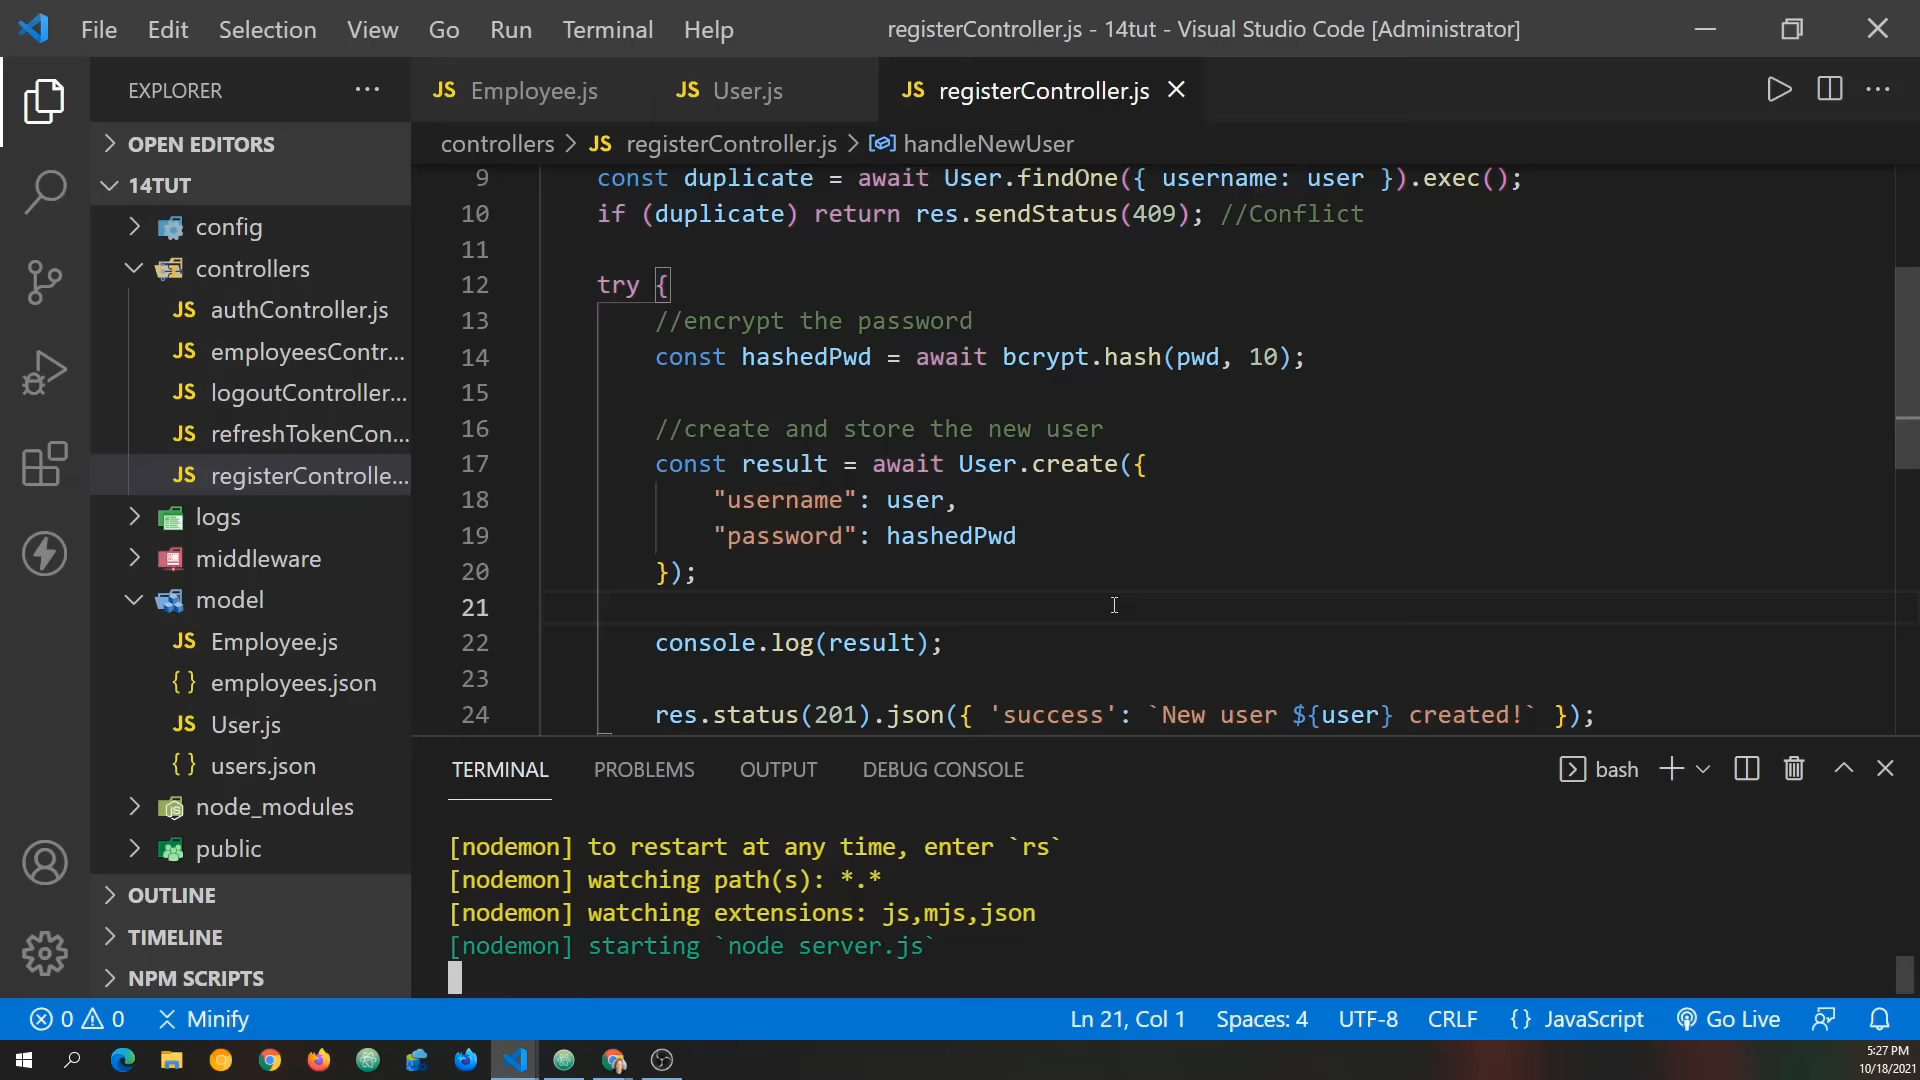 File Edit Selection View Go Run Terminal Help registerController.js - 14tut - Visual Studio Code [Administrator]
EXPLORER ...
JS Employee.js JS User.js JS registerController.js
OPEN EDITORS
controllers > JS registerController.js > handleNewUser
14TUT
config
controllers
JS authController.js
JS employeesContr...
JS logoutController...
JS refreshTokenCon...
JS registerControlle...
logs
middleware
model
JS Employee.js
{} employees.json
JS User.js
{} users.json
node_modules
public
OUTLINE
TIMELINE
NPM SCRIPTS
9 const duplicate = await User.findOne({ username: user }).exec();
10 if (duplicate) return res.sendStatus(409); //Conflict
11
12 try {
13 //encrypt the password
14 const hashedPwd = await bcrypt.hash(pwd, 10);
15
16 //create and store the new user
17 const result = await User.create({
18 "username": user,
19 "password": hashedPwd
20 });
21
22 console.log(result);
23
24 res.status(201).json({ 'success': `New user ${user} created!` });
TERMINAL PROBLEMS OUTPUT DEBUG CONSOLE bash
[nodemon] to restart at any time, enter `rs`
[nodemon] watching path(s): *.*
[nodemon] watching extensions: js,mjs,json
[nodemon] starting `node server.js`
0 0 Minify Ln 21, Col 1 Spaces: 4 UTF-8 CRLF {} JavaScript Go Live
5:27 PM
10/18/2021